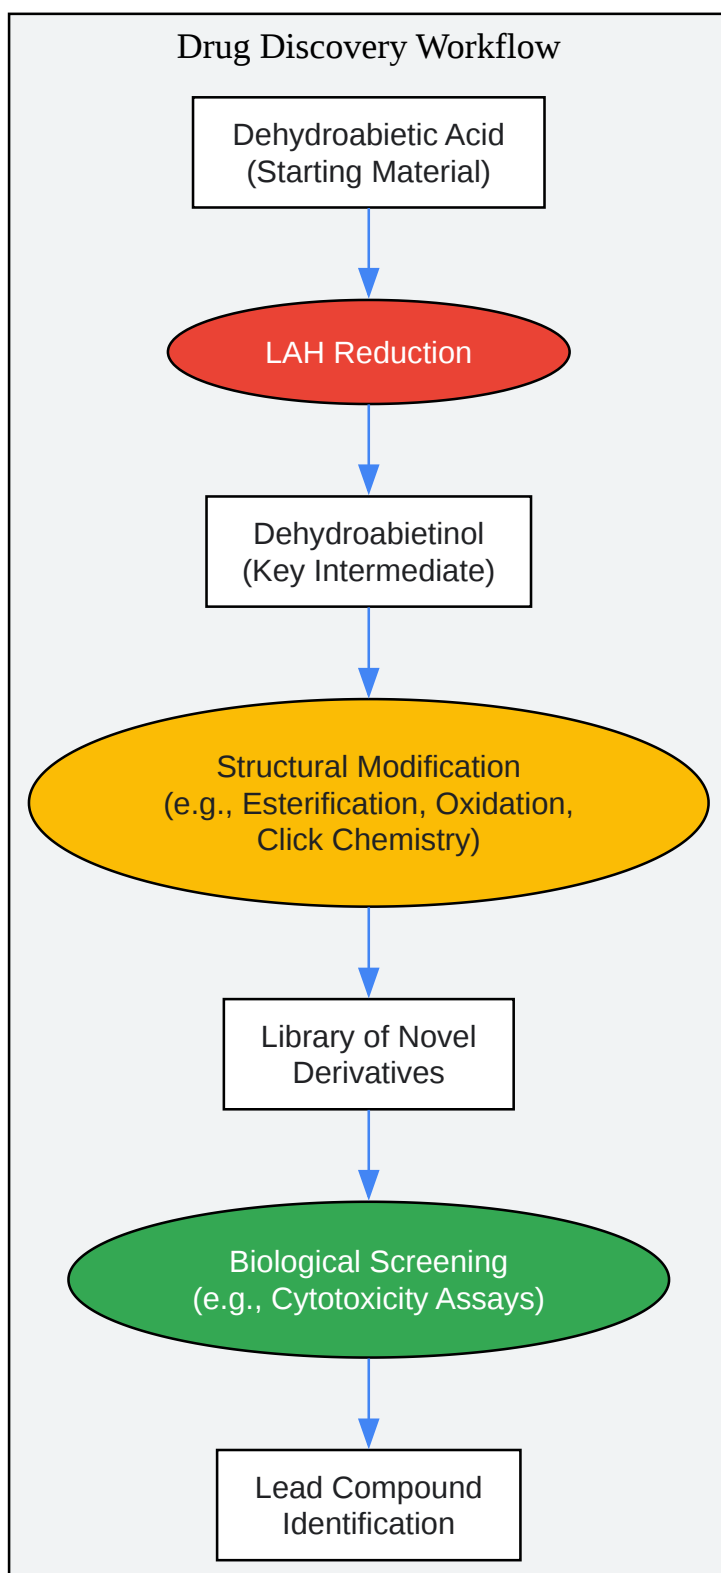 Drug Discovery Workflow
Dehydroabietic Acid
(Starting Material)
LAH Reduction
Dehydroabietinol
(Key Intermediate)
Structural Modification
(e.g., Esterification, Oxidation,
Click Chemistry)
Library of Novel
Derivatives
Biological Screening
(e.g., Cytotoxicity Assays)
Lead Compound
Identification